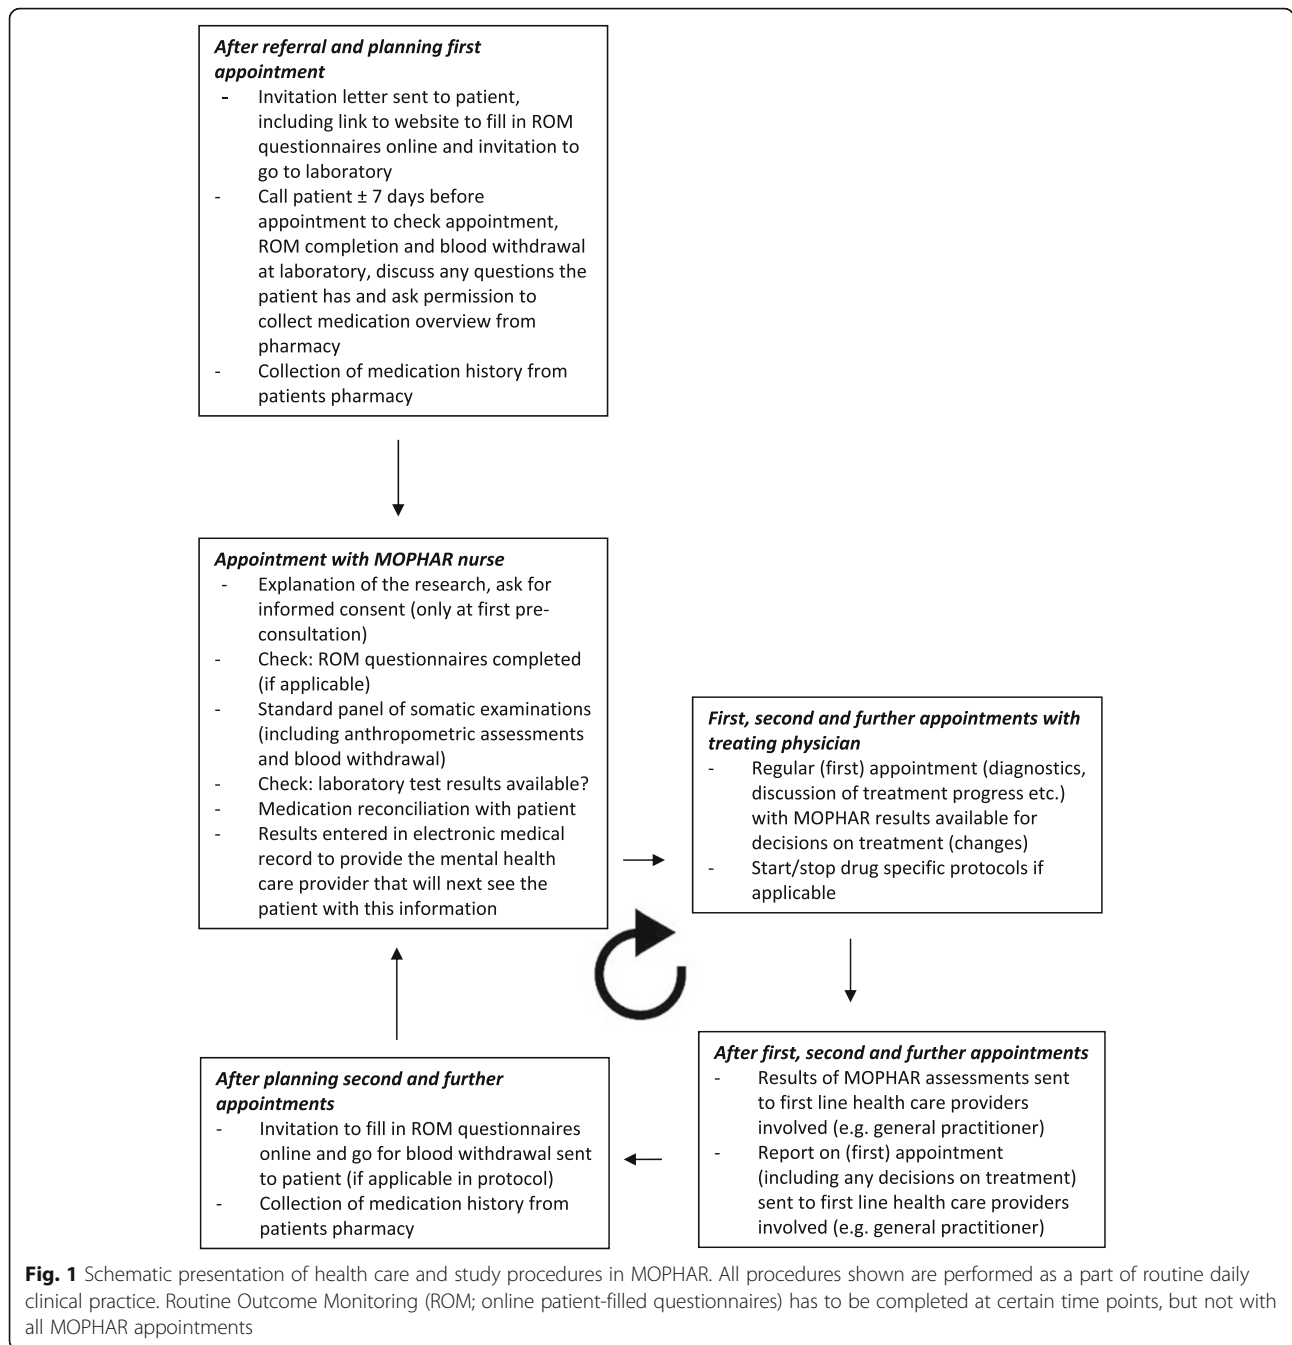 After referral and planning first
appointment
- Invitation letter sent to patient,
including link to website to fill in ROM
questionnaires online and invitation to
go to laboratory
- Call patient ± 7 days before
appointment to check appointment,
ROM completion and blood withdrawal
at laboratory, discuss any questions the
patient has and ask permission to
collect medication overview from
pharmacy
- Collection of medication history from
patients pharmacy
Appointment with MOPHAR nurse
- Explanation of the research, ask for
informed consent (only at first pre-
consultation)
- Check: ROM questionnaires completed
(if applicable)
- Standard panel of somatic examinations
(including anthropometric assessments
and blood withdrawal)
- Check: laboratory test results available?
- Medication reconciliation with patient
- Results entered in electronic medical
record to provide the mental health
care provider that will next see the
patient with this information
First, second and further appointments with
treating physician
- Regular (first) appointment (diagnostics,
discussion of treatment progress etc.)
with MOPHAR results available for
decisions on treatment (changes)
- Start/stop drug specific protocols if
applicable
After first, second and further appointments
- Results of MOPHAR assessments sent
to first line health care providers
involved (e.g. general practitioner)
- Report on (first) appointment
(including any decisions on treatment)
sent to first line health care providers
involved (e.g. general practitioner)
After planning second and further
appointments
- Invitation to fill in ROM questionnaires
online and go for blood withdrawal sent
to patient (if applicable in protocol)
- Collection of medication history from
patients pharmacy
Fig. 1 Schematic presentation of health care and study procedures in MOPHAR. All procedures shown are performed as a part of routine daily
clinical practice. Routine Outcome Monitoring (ROM; online patient-filled questionnaires) has to be completed at certain time points, but not with
all MOPHAR appointments